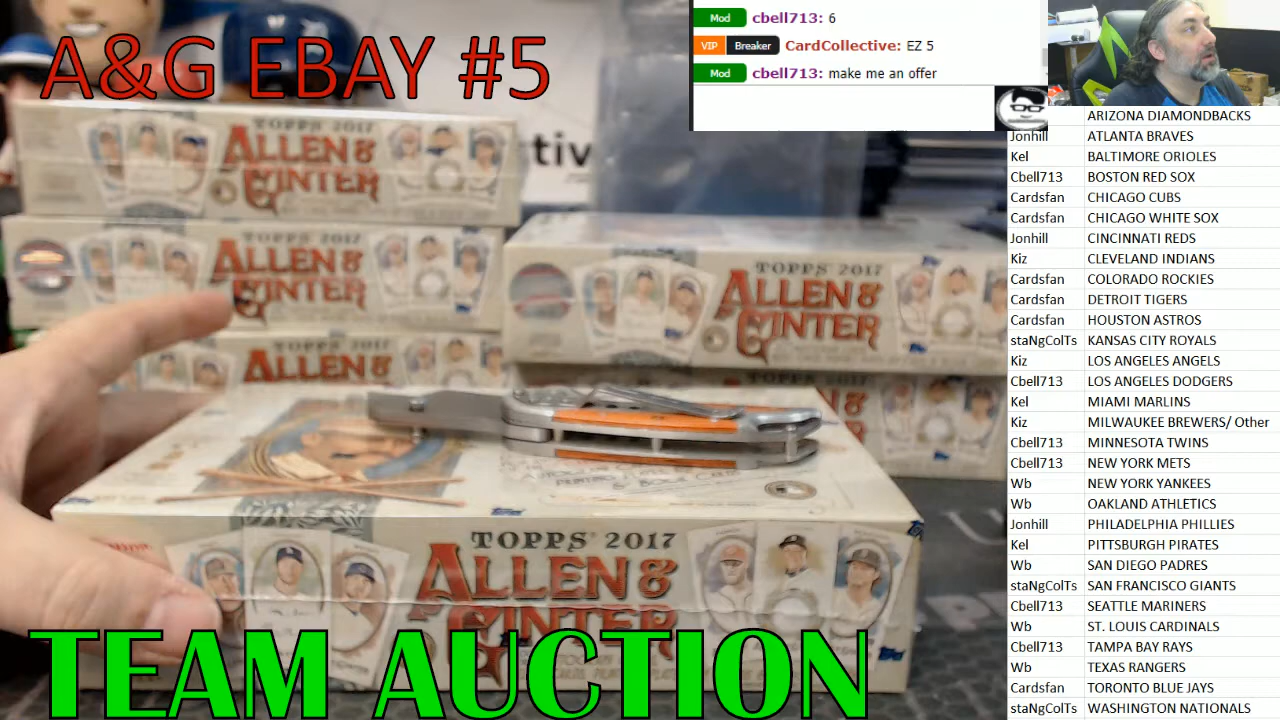 A&G EBAY #5
Mod cbell713: 6
VIP Breaker CardCollective: EZ 5
Mod cbell713: make me an offer
ARIZONA DIAMONDBACKS
Jonhill ATLANTA BRAVES
Kel BALTIMORE ORIOLES
Cbell713 BOSTON RED SOX
Cardsfan CHICAGO CUBS
Cardsfan CHICAGO WHITE SOX
Jonhill CINCINNATI REDS
Kiz CLEVELAND INDIANS
Cardsfan COLORADO ROCKIES
Cardsfan DETROIT TIGERS
Cardsfan HOUSTON ASTROS
staNgColTs KANSAS CITY ROYALS
Kiz LOS ANGELES ANGELS
Cbell713 LOS ANGELES DODGERS
Kel MIAMI MARLINS
Kiz MILWAUKEE BREWERS/ Other
Cbell713 MINNESOTA TWINS
Cbell713 NEW YORK METS
Wb NEW YORK YANKEES
Wb OAKLAND ATHLETICS
Jonhill PHILADELPHIA PHILLIES
Kel PITTSBURGH PIRATES
Wb SAN DIEGO PADRES
staNgColTs SAN FRANCISCO GIANTS
Cbell713 SEATTLE MARINERS
Wb ST. LOUIS CARDINALS
Cbell713 TAMPA BAY RAYS
Wb TEXAS RANGERS
Cardsfan TORONTO BLUE JAYS
staNgColTs WASHINGTON NATIONALS
TOPPS 2017
ALLEN &
GINTER
tiv
TOPPS 2017
ALLEN &
GINTER
TOPPS 2017
ALLEN &
GINTER
ALLEN &
TOPPS 2017
ALLEN &
GINTER
TEAM AUCTION